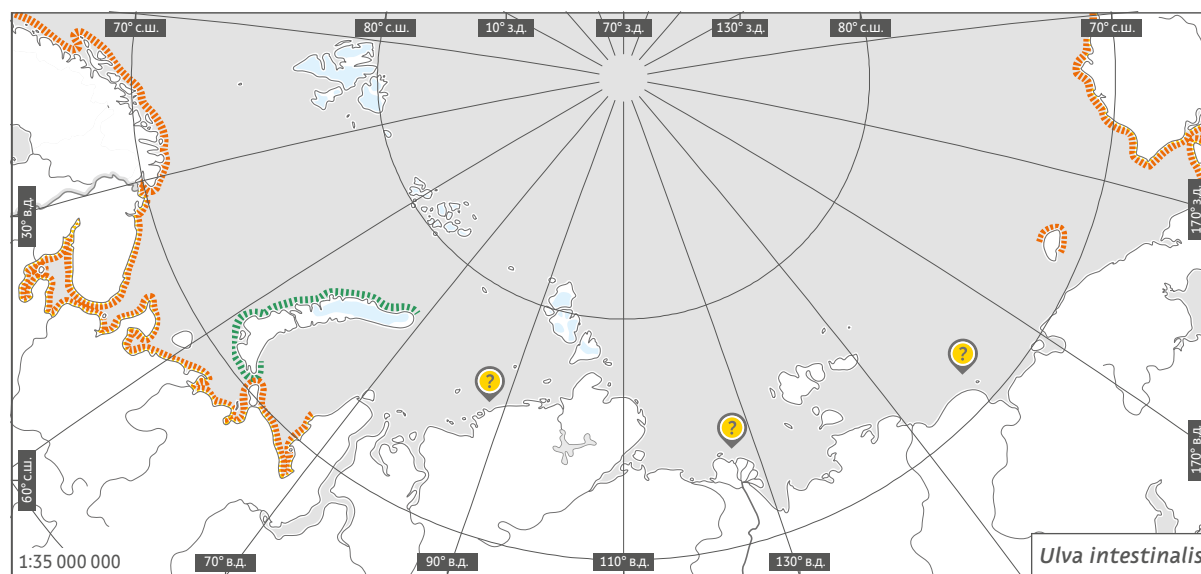 70° с.ш.
80° с.ш.
10° з.д.
70° з.д.
130° з.д.
80° с.ш.
70° с.ш.
30° в.д.
170° з.д.
?
?
?
60° с.ш.
170° в.д.
1:35 000 000
70° в.д.
90° в.д.
110° в.д.
130° в.д.
Ulva intestinalis